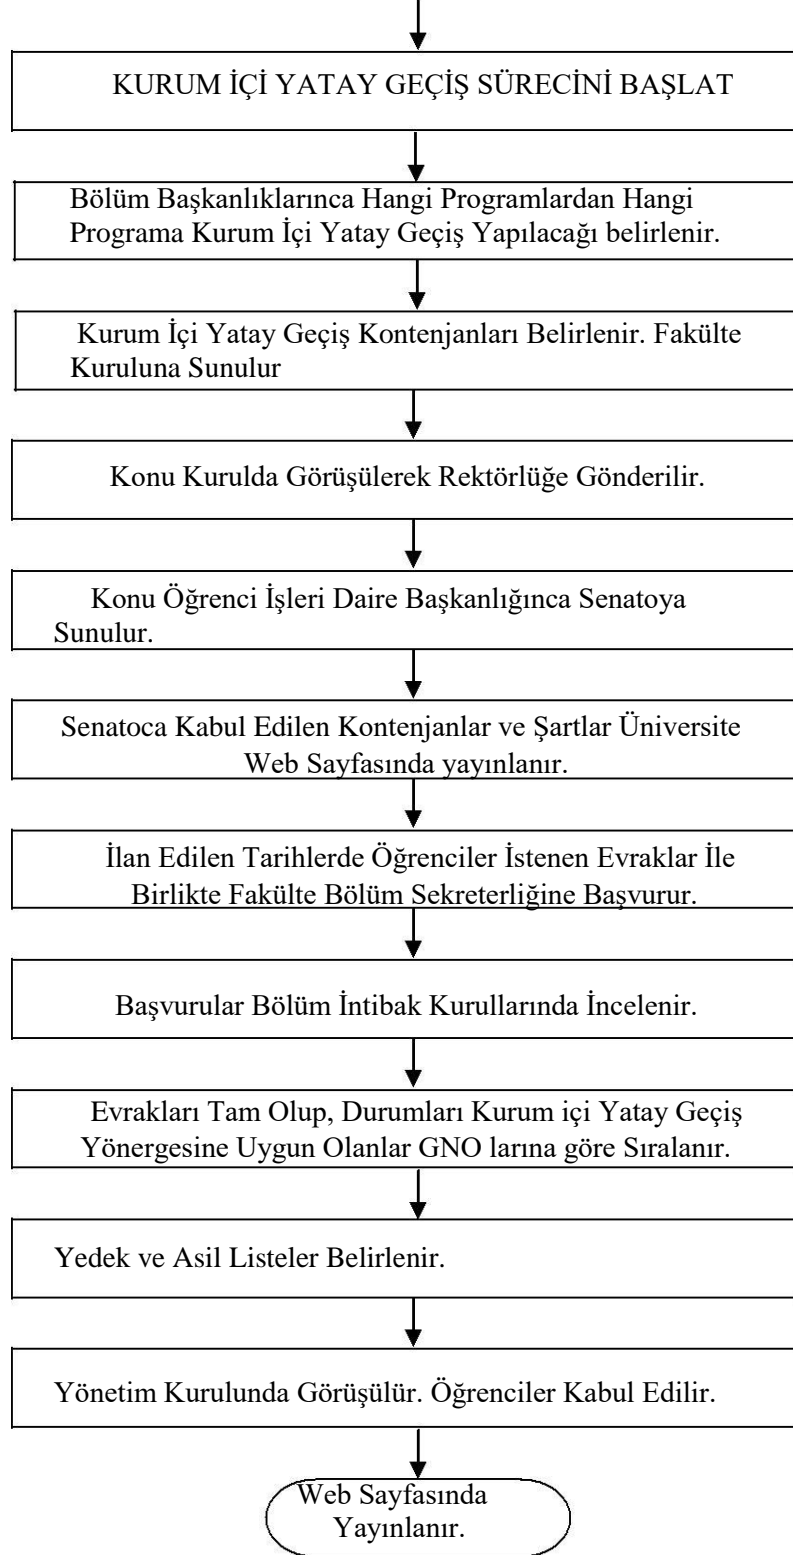 KURUM İÇİ YATAY GEÇİŞ SÜRECİNİ BAŞLAT
Bölüm Başkanlıklarınca Hangi Programlardan Hangi
Programa Kurum İçi Yatay Geçiş Yapılacağı belirlenir.
Kurum İçi Yatay Geçiş Kontenjanları Belirlenir. Fakülte
Kuruluna Sunulur
Konu Kurulda Görüşülerek Rektörlüğe Gönderilir.
Konu Öğrenci İşleri Daire Başkanlığınca Senatoya
Sunulur.
Senatoca Kabul Edilen Kontenjanlar ve Şartlar Üniversite
Web Sayfasında yayınlanır.
İlan Edilen Tarihlerde Öğrenciler İstenen Evraklar İle
Birlikte Fakülte Bölüm Sekreterliğine Başvurur.
Başvurular Bölüm İntibak Kurullarında İncelenir.
Evrakları Tam Olup, Durumları Kurum içi Yatay Geçiş
Yönergesine Uygun Olanlar GNO larına göre Sıralanır.
Yedek ve Asil Listeler Belirlenir.
Yönetim Kurulunda Görüşülür. Öğrenciler Kabul Edilir.
Web Sayfasında
Yayınlanır.